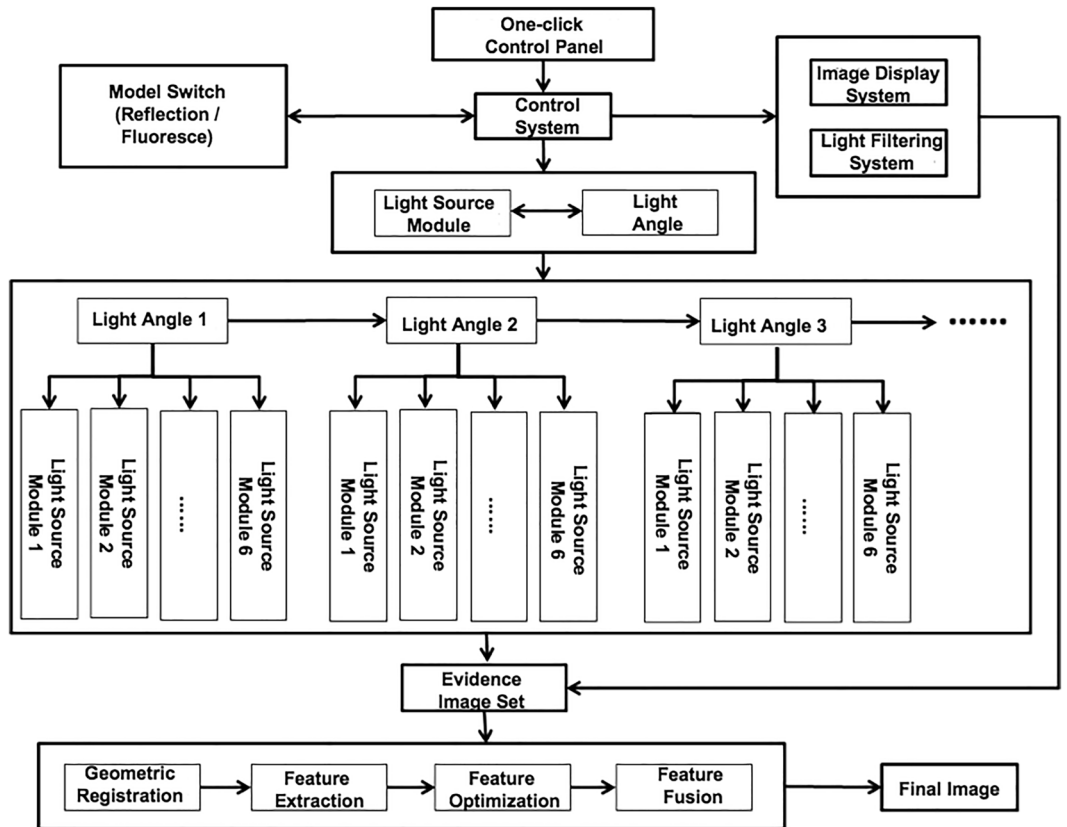 One-click
Control Panel
Model Switch
(Reflection /
Fluoresce)
Control
System
Image Display
System
Light Filtering
System
Light Source
Module
Light
Angle
Light Angle 1
Light Angle 2
Light Angle 3
......
Light Source
Module 1
Light Source
Module 2
......
Light Source
Module 6
Light Source
Module 1
Light Source
Module 2
......
Light Source
Module 6
Light Source
Module 1
Light Source
Module 2
......
Light Source
Module 6
Evidence
Image Set
Geometric
Registration
Feature
Extraction
Feature
Optimization
Feature
Fusion
Final Image